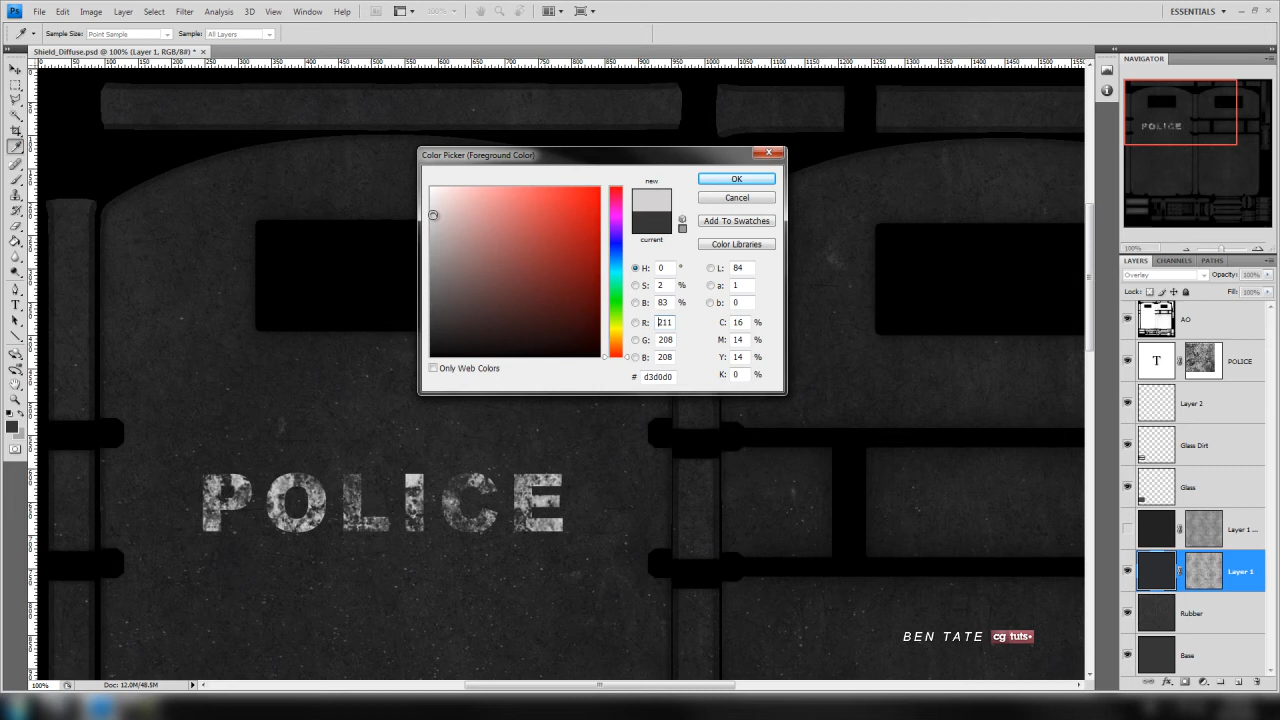 Ps File Edit Image Layer Select Filter Analysis 3D View Window Help 100% ESSENTIALS
Sample Size: Point Sample Sample: All Layers
Shield_Diffuse.psd @ 100% (Layer 1, RGB/8#) *
NAVIGATOR
POLICE
100%
Color Picker (Foreground Color)
new
current
OK
Cancel
Add To Swatches
Color Libraries
H: 0 ° L: 84
S: 2 % a: 1
B: 83 % b: 0
R: 211 C: 16 %
G: 208 M: 14 %
B: 208 Y: 14 %
# d3d0d0 K: 0 %
Only Web Colors
LAYERS CHANNELS PATHS
Overlay Opacity: 100%
Lock: Fill: 100%
AO
T POLICE
Layer 2
Glass Dirt
Glass
Layer 1 ...
Layer 1
Rubber
Base
POLICE
BEN TATE cg tuts+
100% Doc: 12.0M/48.5M